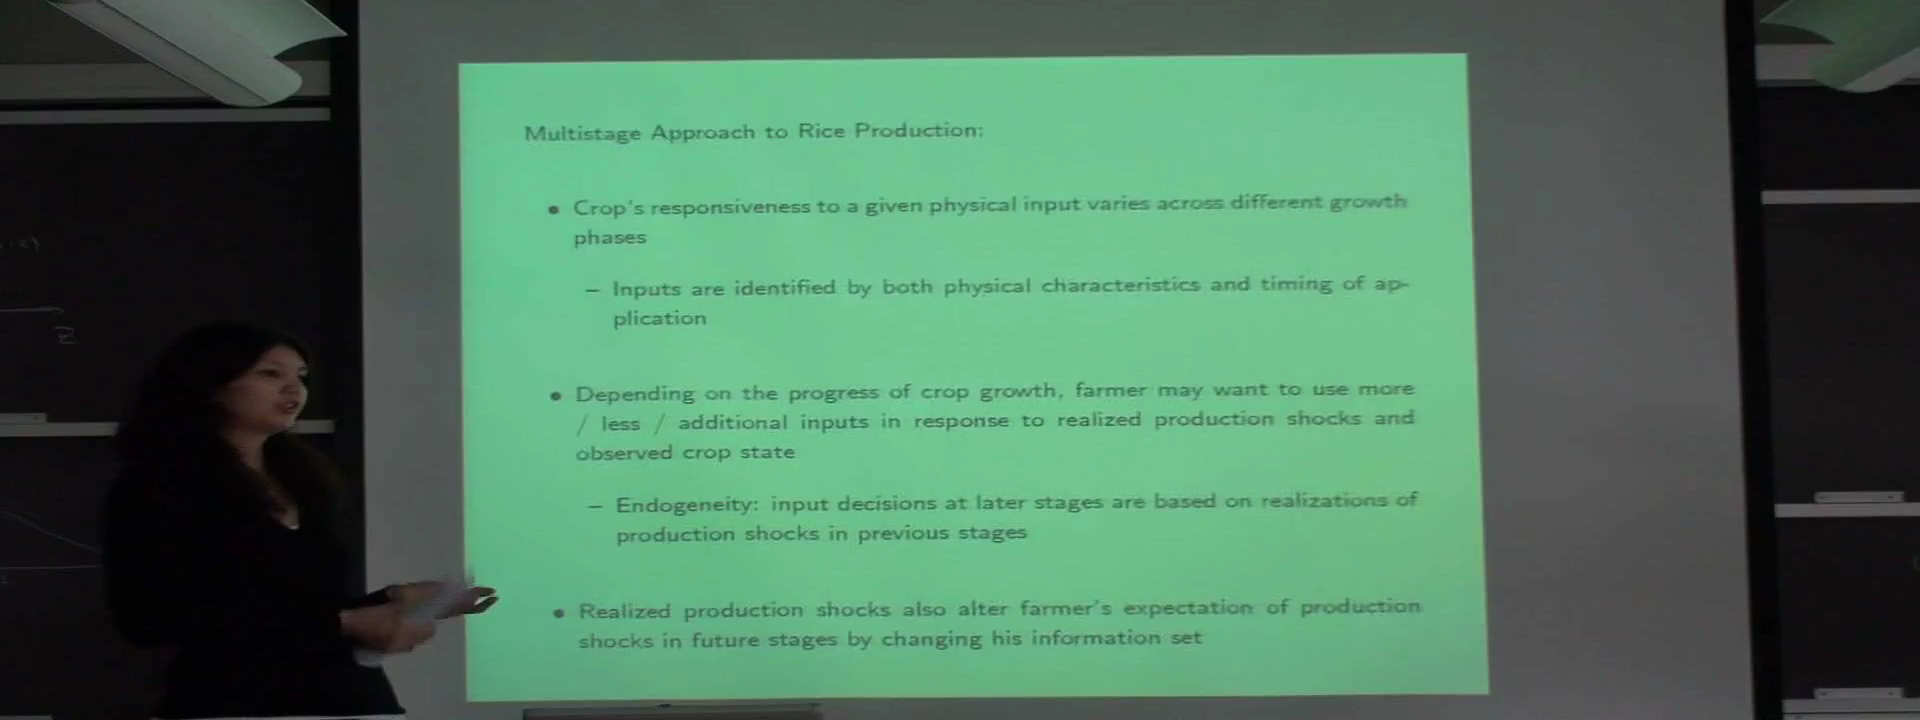 Multistage Approach to Rice Production:
• Crop's responsiveness to a given physical input varies across different growth
phases
– Inputs are identified by both physical characteristics and timing of ap-
plication
• Depending on the progress of crop growth, farmer may want to use more
/ less / additional inputs in response to realized production shocks and
observed crop state
– Endogeneity: input decisions at later stages are based on realizations of
production shocks in previous stages
• Realized production shocks also alter farmer's expectation of production
shocks in future stages by changing his information set